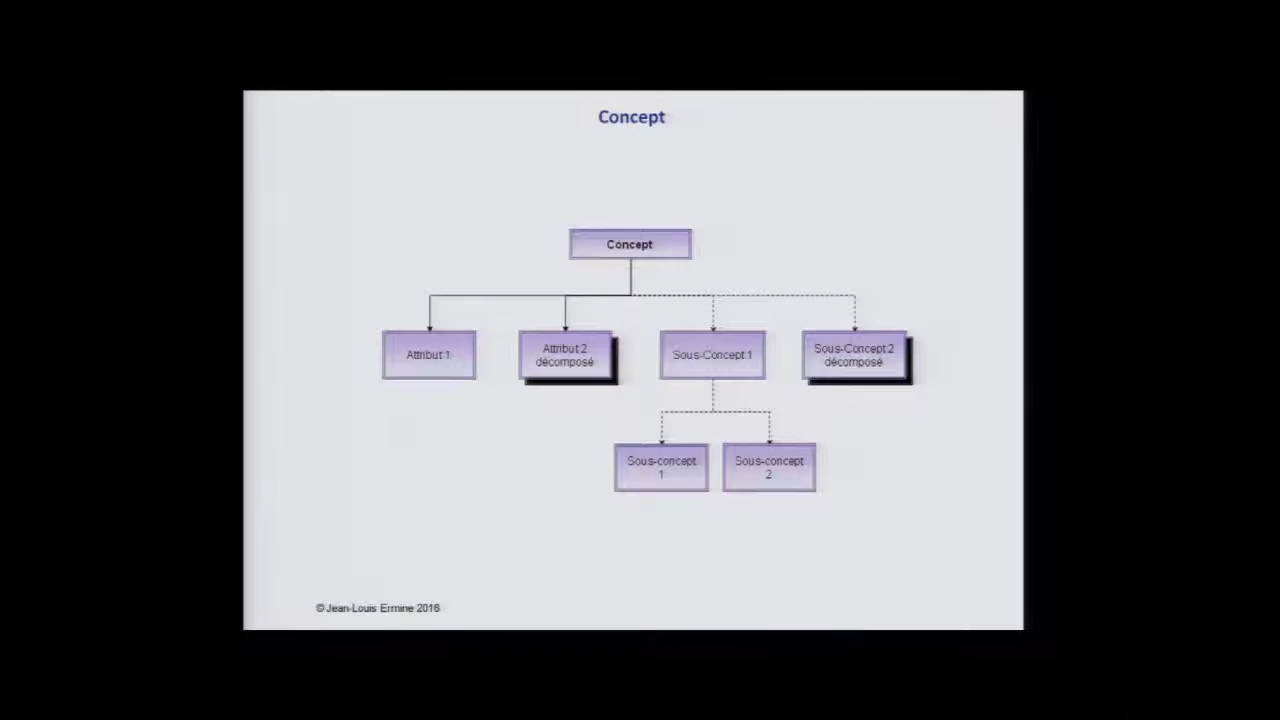 Concept
Concept
Attribut 1
Attribut 2
décomposé
Sous-Concept 1
Sous-Concept 2
décomposé
Sous-concept
1
Sous-concept
2
© Jean-Louis Ermine 2016